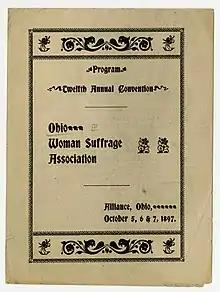 Program
Twelfth Annual Convention
Ohio
Woman Suffrage
Association
Alliance, Ohio,
October 5, 6 & 7, 1897.